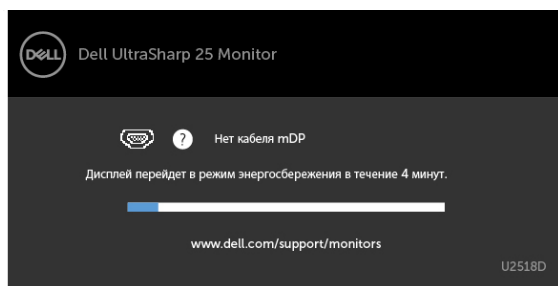 DELL
Dell UltraSharp 25 Monitor
? Нет кабеля mDP
Дисплей перейдет в режим энергосбережения в течение 4 минут.
www.dell.com/support/monitors
U2518D